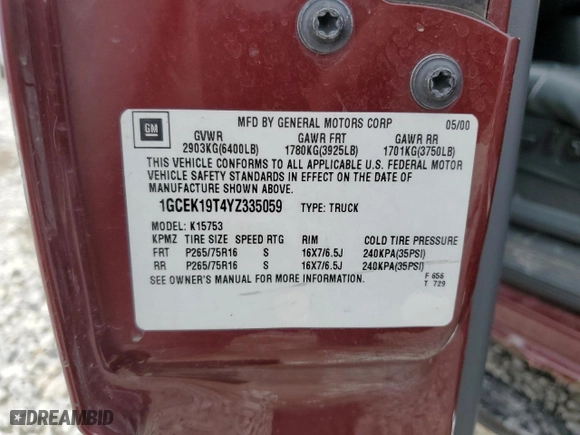 GM
MFD BY GENERAL MOTORS CORP 05/00
GVWR GAWR FRT GAWR RR
2903KG(6400LB) 1780KG(3925LB) 1701KG(3750LB)
THIS VEHICLE CONFORMS TO ALL APPLICABLE U.S. FEDERAL MOTOR
VEHICLE SAFETY STANDARDS IN EFFECT ON THE DATE OF
MANUFACTURE SHOWN ABOVE.
1GCEK19T4YZ335059 TYPE: TRUCK
MODEL: K15753
KPMZ TIRE SIZE SPEED RTG RIM COLD TIRE PRESSURE
FRT P265/75R16 S 16X7/6.5J 240KPA(35PSI)
RR P265/75R16 S 16X7/6.5J 240KPA(35PSI)
SEE OWNER'S MANUAL FOR MORE INFORMATION.
F 656
T 729
DREAMBID